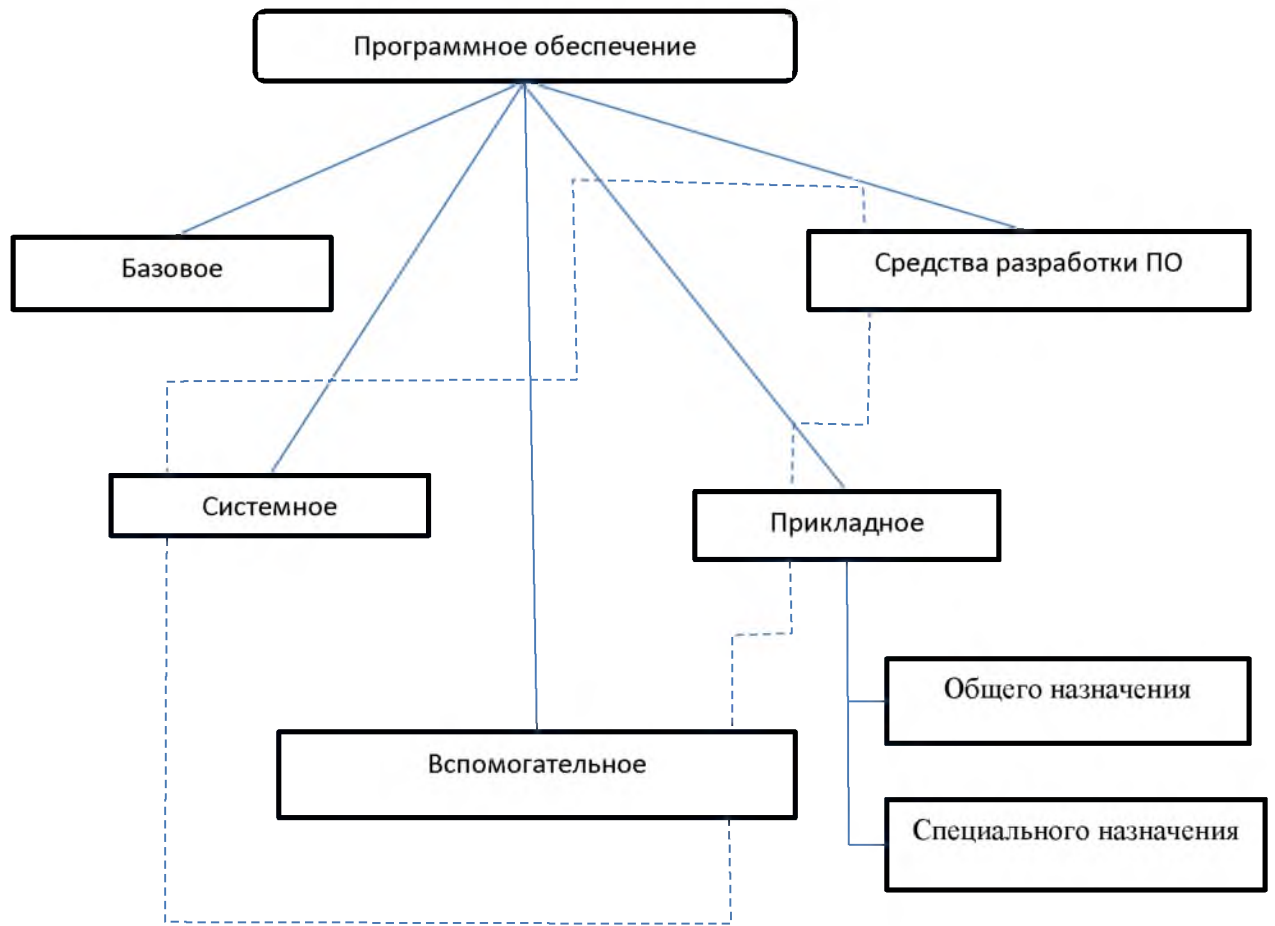 Программное обеспечение
Базовое
Средства разработки ПО
Системное
Прикладное
Общего назначения
Вспомогательное
Специального назначения